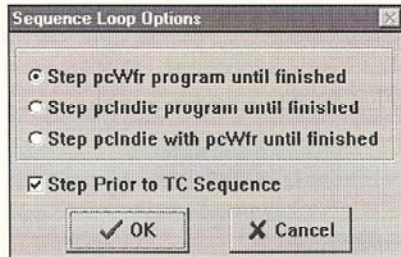 Sequence Loop Options
Step pcWfr program until finished
Step pcIndie program until finished
Step pcIndie with pcWfr until finished
Step Prior to TC Sequence
OK
Cancel